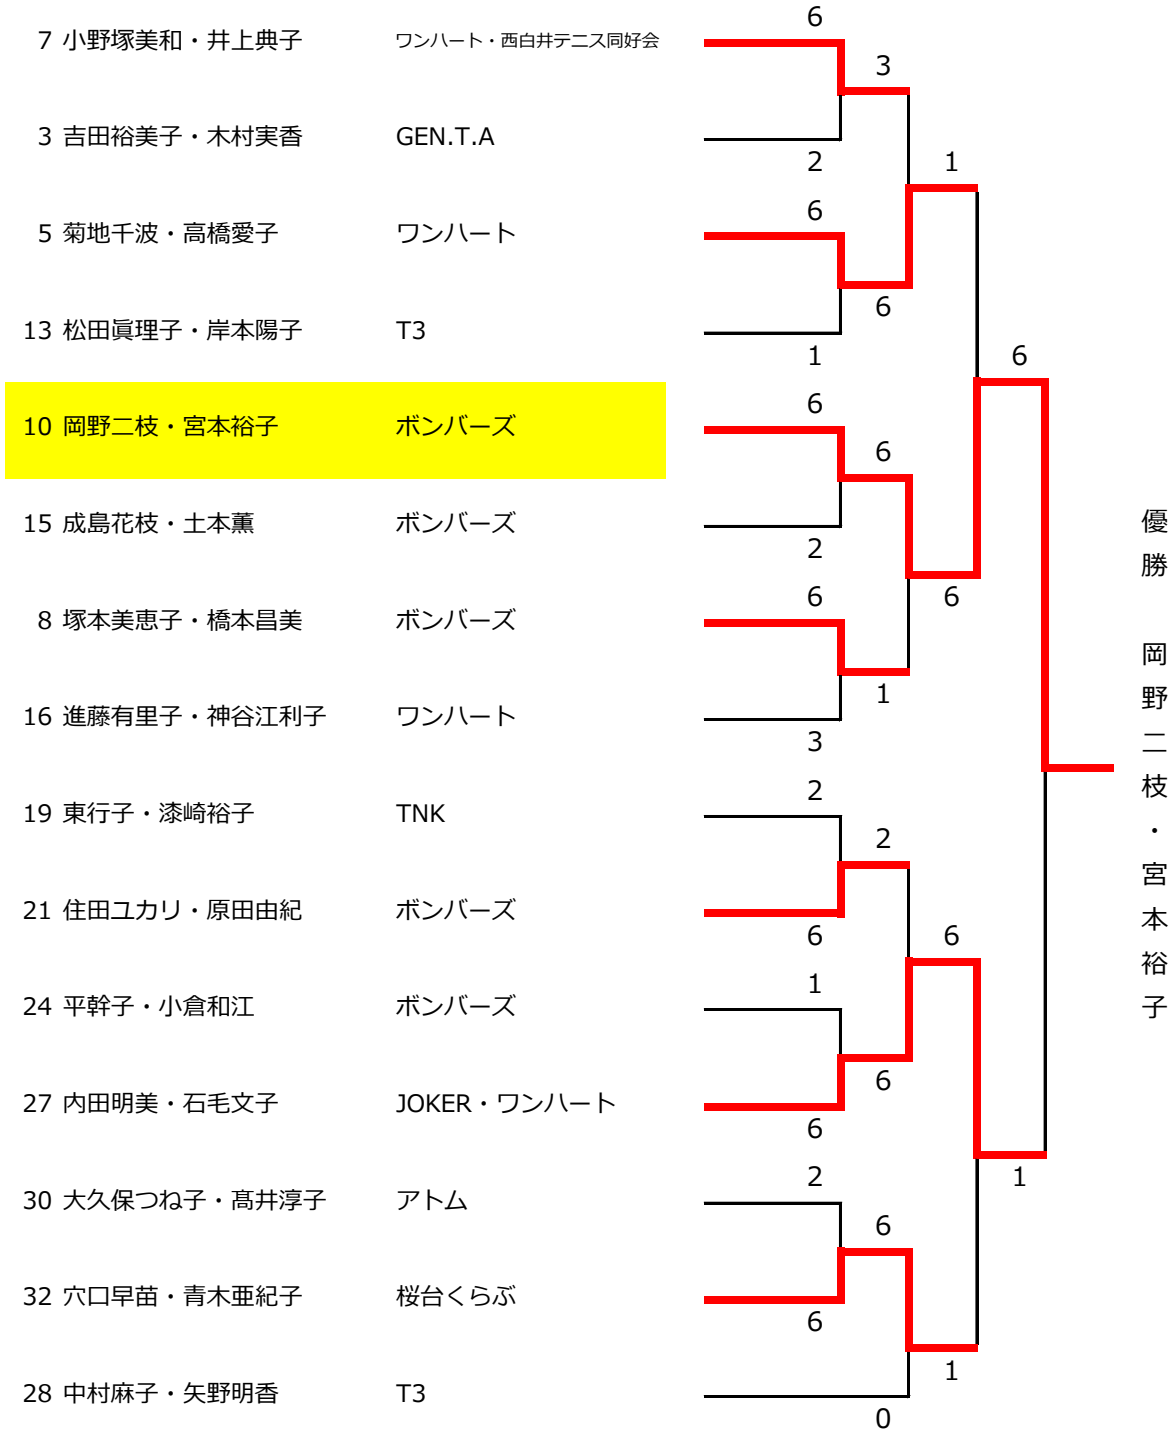 7 小野塚美和・井上典子 ワンハート・西白井テニス同好会 6
3
3 吉田裕美子・木村実香 GEN.T.A 2
1
5 菊地千波・高橋愛子 ワンハート 6
6
13 松田眞理子・岸本陽子 T3 1
6
10 岡野二枝・宮本裕子 ボンバーズ 6
6
15 成島花枝・土本薫 ボンバーズ 2
6
8 塚本美恵子・橋本昌美 ボンバーズ 6
1
16 進藤有里子・神谷江利子 ワンハート 3
19 東行子・漆崎裕子 TNK 2
2
21 住田ユカリ・原田由紀 ボンバーズ 6
6
24 平幹子・小倉和江 ボンバーズ 1
6
27 内田明美・石毛文子 JOKER・ワンハート 6
1
30 大久保つね子・髙井淳子 アトム 2
6
32 穴口早苗・青木亜紀子 桜台くらぶ 6
1
28 中村麻子・矢野明香 T3 0
優勝 岡野二枝・宮本裕子